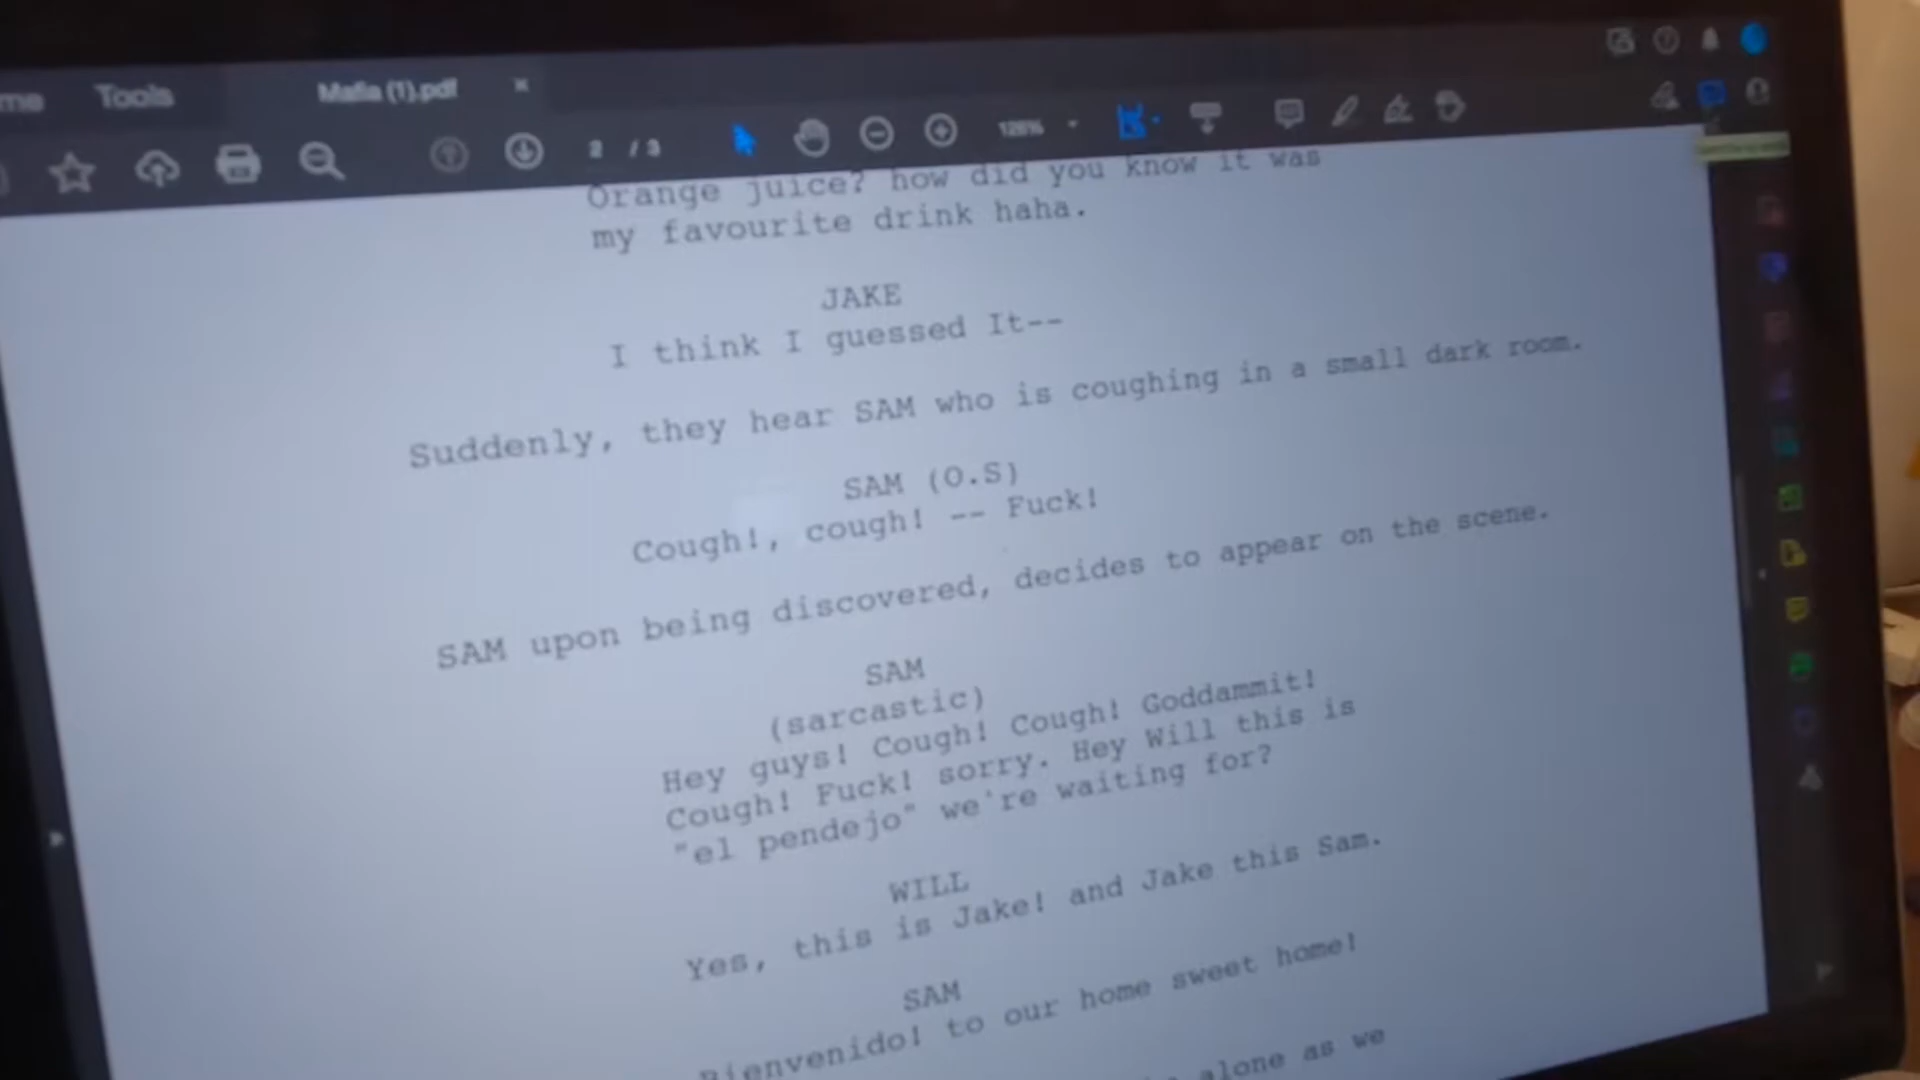 Tools
Mafia (1).pdf
2 / 3
125%
Orange juice? how did you know it was
my favourite drink haha.
JAKE
I think I guessed It--
Suddenly, they hear SAM who is coughing in a small dark room.
SAM (O.S)
Cough!, cough! -- Fuck!
SAM upon being discovered, decides to appear on the scene.
SAM
(sarcastic)
Hey guys! Cough! Cough! Goddammit!
Cough! Fuck! sorry. Hey Will this is
"el pendejo" we're waiting for?
WILL
Yes, this is Jake! and Jake this Sam.
SAM
Bienvenido! to our home sweet home!
alone as we